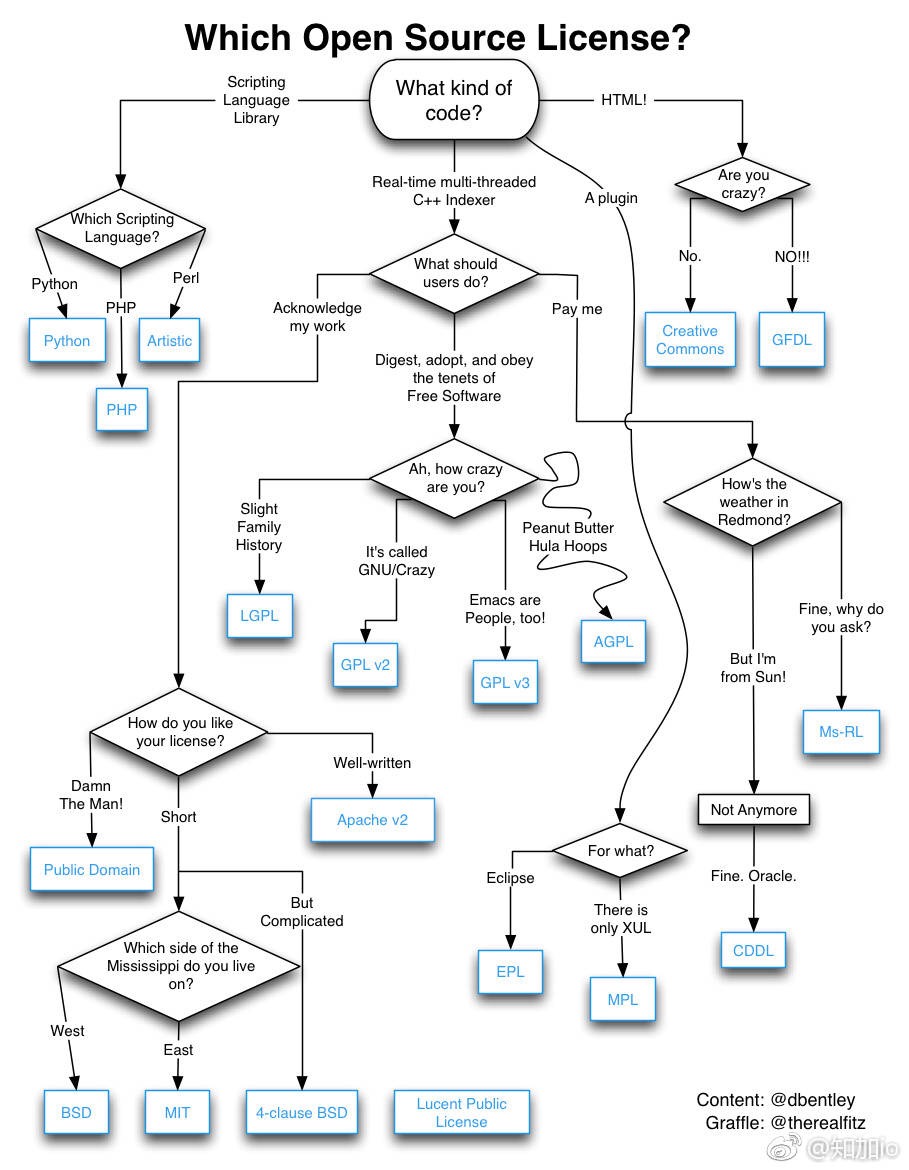 Which Open Source License?
What kind of
code?
Scripting
Language
Library
HTML!
Real-time multi-threaded
C++ Indexer
A plugin
Are you
crazy?
Which Scripting
Language?
What should
users do?
No.
NO!!!
Python
PHP
Perl
Acknowledge
my work
Pay me
Creative
Commons
GFDL
Python
Artistic
Digest, adopt, and obey
the tenets of
Free Software
PHP
Ah, how crazy
are you?
How's the
weather in
Redmond?
Slight
Family
History
It's called
GNU/Crazy
Peanut Butter
Hula Hoops
Emacs are
People, too!
Fine, why do
you ask?
LGPL
GPL v2
GPL v3
AGPL
But I'm
from Sun!
Ms-RL
How do you like
your license?
Well-written
Damn
The Man!
Short
Apache v2
Not Anymore
Public Domain
For what?
Eclipse
Fine. Oracle.
But
Complicated
There is
only XUL
Which side of the
Mississippi do you live
on?
CDDL
EPL
MPL
West
East
BSD
MIT
4-clause BSD
Lucent Public
License
Content: @dbentley
Graffle: @therealfitz
@知加io